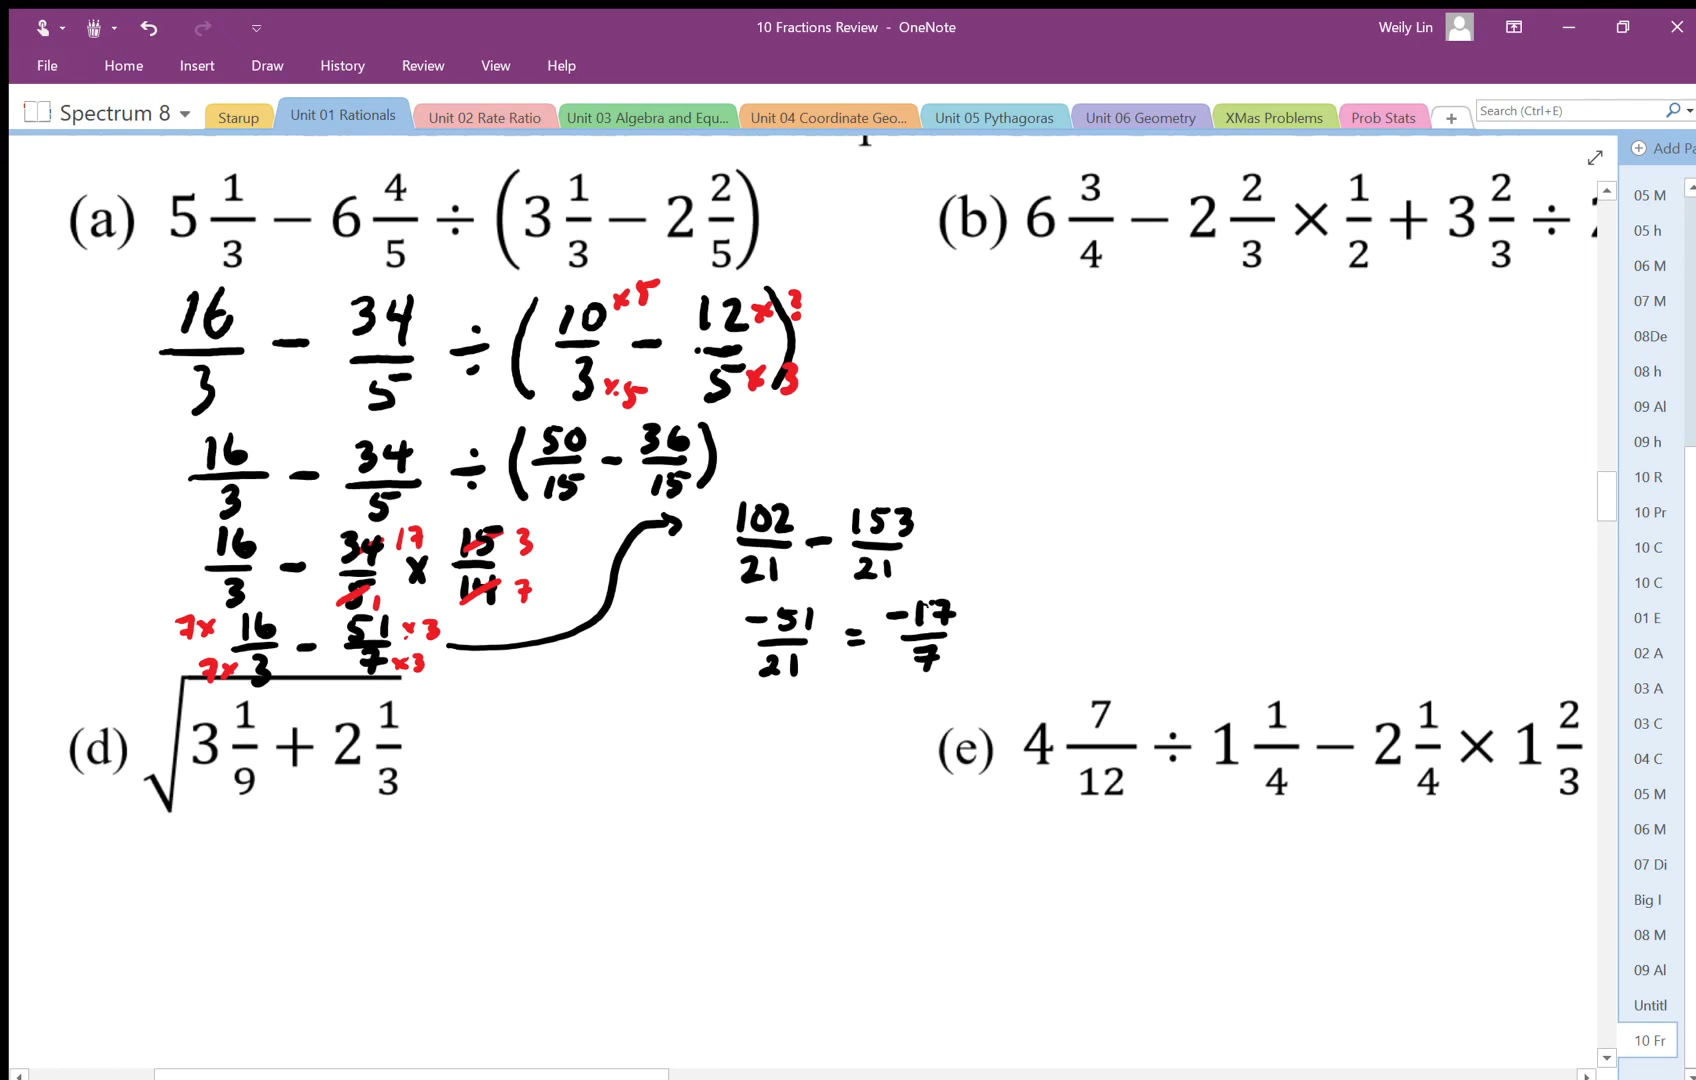 10 Fractions Review - OneNote
Weily Lin
File Home Insert Draw History Review View Help
Spectrum 8
Starup
Unit 01 Rationals
Unit 02 Rate Ratio
Unit 03 Algebra and Equ...
Unit 04 Coordinate Geo...
Unit 05 Pythagoras
Unit 06 Geometry
XMas Problems
Prob Stats
+
Search (Ctrl+E)
(a) 5 1/3 − 6 4/5 ÷ (3 1/3 − 2 2/5)
16/3 − 34/5 ÷ (10/3 ×5 ×5 − 12/5 ×3 ×3)
16/3 − 34/5 ÷ (50/15 − 36/15)
16/3 − 34/5 17 1 × 15/14 3 7
7× 7× 16/3 − 51/7 ×3 ×3
102/21 − 153/21
-51/21 = -17/7
(b) 6 3/4 − 2 2/3 × 1/2 + 3 2/3 ÷
(d) √(3 1/9 + 2 1/3)
(e) 4 7/12 ÷ 1 1/4 − 2 1/4 × 1 2/3
Add Pa
05 M
05 h
06 M
07 M
08De
08 h
09 Al
09 h
10 R
10 Pr
10 C
10 C
01 E
02 A
03 A
03 C
04 C
05 M
06 M
07 Di
Big I
08 M
09 Al
Untitl
10 Fr